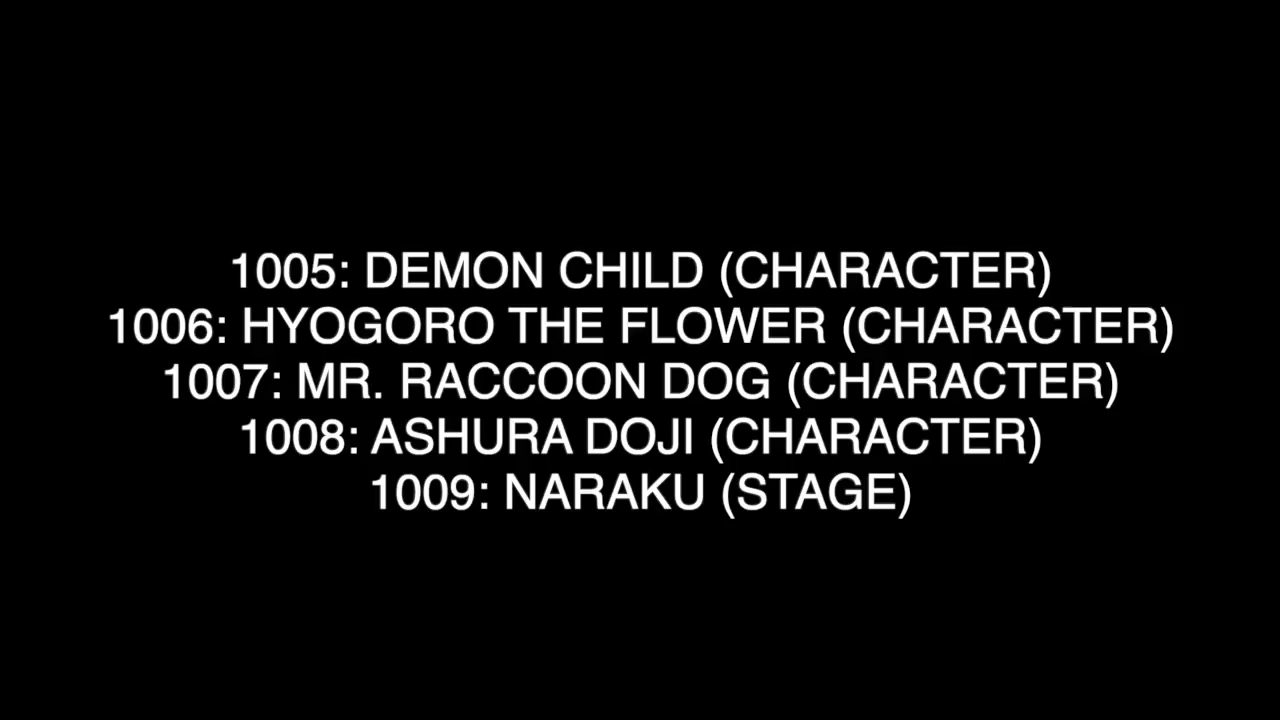 1005: DEMON CHILD (CHARACTER)
1006: HYOGORO THE FLOWER (CHARACTER)
1007: MR. RACCOON DOG (CHARACTER)
1008: ASHURA DOJI (CHARACTER)
1009: NARAKU (STAGE)